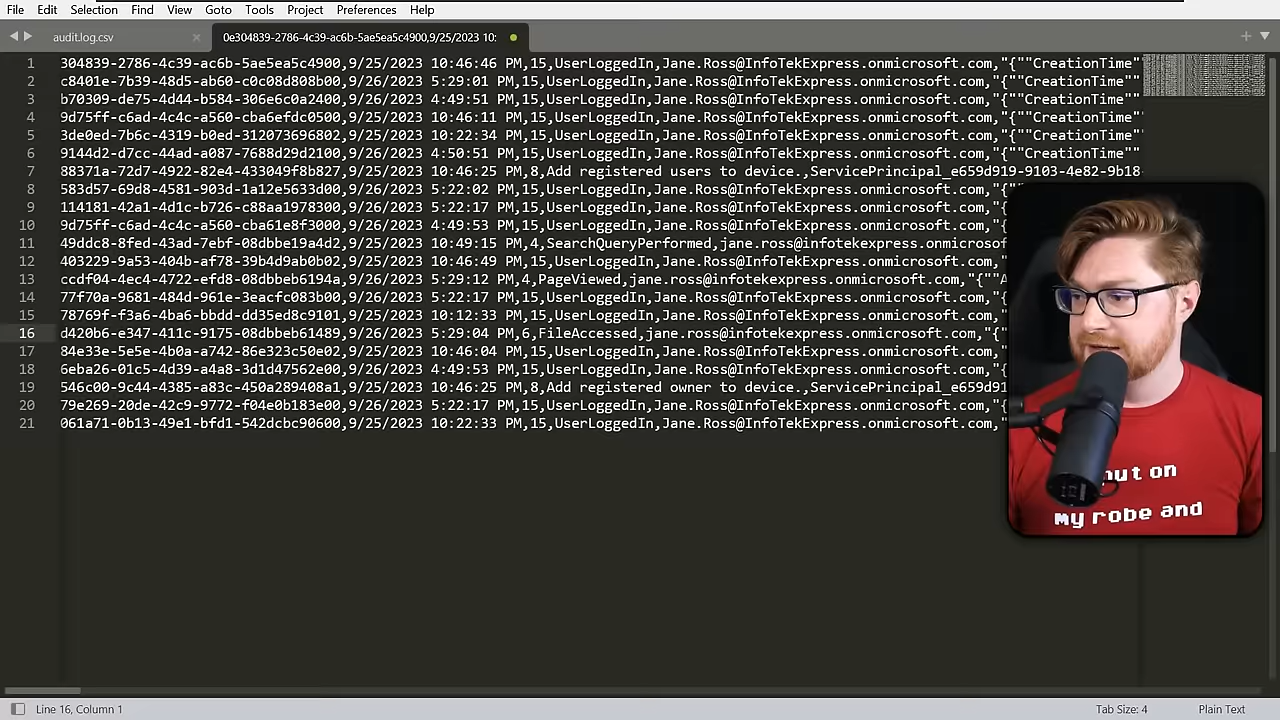 File Edit Selection View Goto Tools Project Preferences Help
audit.log.csv
0e304839-2786-4c39-ac6b-5ae5ea5c4900,9/25/2023 10:
1 304839-2786-4c39-ac6b-5ae5ea5c4900,9/25/2023 10:46:46 PM,15,UserLoggedIn,Jane.Ross@InfoTekExpress.onmicrosoft.com,"{""CreationTime""
2 c8401e-7b39-48d5-ab60-c0c08d808b00,9/26/2023 5:29:01 PM,15,UserLoggedIn,Jane.Ross@InfoTekExpress.onmicrosoft.com,"{""CreationTime"
3 b70309-de75-4d44-b584-306e6c0a2400,9/26/2023 4:49:51 PM,15,UserLoggedIn,Jane.Ross@InfoTekExpress.onmicrosoft.com,"{""CreationTime"
4 9d75ff-c6ad-4c4c-a560-cba6efdc0500,9/25/2023 10:46:11 PM,15,UserLoggedIn,Jane.Ross@InfoTekExpress.onmicrosoft.com,"{""CreationTime""
5 3de0ed-7b6c-4319-b0ed-312073696802,9/25/2023 10:22:34 PM,15,UserLoggedIn,Jane.Ross@InfoTekExpress.onmicrosoft.com,"{""CreationTime""
6 9144d2-d7cc-44ad-a087-7688d29d2100,9/26/2023 4:50:51 PM,15,UserLoggedIn,Jane.Ross@InfoTekExpress.onmicrosoft.com,"{""CreationTime"
7 88371a-72d7-4922-82e4-433049f8b827,9/25/2023 10:46:25 PM,8,Add registered users to device.,ServicePrincipal_e659d919-9103-4e82-9b18-
8 583d57-69d8-4581-903d-1a12e5633d00,9/26/2023 5:22:02 PM,15,UserLoggedIn,Jane.Ross@InfoTekExpress.onmicrosoft.com,"{"
9 114181-42a1-4d1c-b726-c88aa1978300,9/26/2023 5:22:17 PM,15,UserLoggedIn,Jane.Ross@InfoTekExpress.onmicrosoft.com,"{
10 9d75ff-c6ad-4c4c-a560-cba61e8f3000,9/26/2023 4:49:53 PM,15,UserLoggedIn,Jane.Ross@InfoTekExpress.onmicrosoft.com,"{
11 49ddc8-8fed-43ad-7ebf-08dbbe19a4d2,9/25/2023 10:49:15 PM,4,SearchQueryPerformed,jane.ross@infotekexpress.onmicrosof
12 403229-9a53-404b-af78-39b4d9ab0b02,9/25/2023 10:46:49 PM,15,UserLoggedIn,Jane.Ross@InfoTekExpress.onmicrosoft.com,"
13 ccdf04-4ec4-4722-efd8-08dbbeb6194a,9/26/2023 5:29:12 PM,4,PageViewed,jane.ross@infotekexpress.onmicrosoft.com,"{""A
14 77f70a-9681-484d-961e-3eacfc083b00,9/26/2023 5:22:17 PM,15,UserLoggedIn,Jane.Ross@InfoTekExpress.onmicrosoft.com,"{
15 78769f-f3a6-4ba6-bbdd-dd35ed8c9101,9/25/2023 10:12:33 PM,15,UserLoggedIn,Jane.Ross@InfoTekExpress.onmicrosoft.com,"
16 d420b6-e347-411c-9175-08dbbeb61489,9/26/2023 5:29:04 PM,6,FileAccessed,jane.ross@infotekexpress.onmicrosoft.com,"{"
17 84e33e-5e5e-4b0a-a742-86e323c50e02,9/25/2023 10:46:04 PM,15,UserLoggedIn,Jane.Ross@InfoTekExpress.onmicrosoft.com,"
18 6eba26-01c5-4d39-a4a8-3d1d47562e00,9/26/2023 4:49:53 PM,15,UserLoggedIn,Jane.Ross@InfoTekExpress.onmicrosoft.com,"{
19 546c00-9c44-4385-a83c-450a289408a1,9/25/2023 10:46:25 PM,8,Add registered owner to device.,ServicePrincipal_e659d91
20 79e269-20de-42c9-9772-f04e0b183e00,9/26/2023 5:22:17 PM,15,UserLoggedIn,Jane.Ross@InfoTekExpress.onmicrosoft.com,"{
21 061a71-0b13-49e1-bfd1-542dcbc90600,9/25/2023 10:22:33 PM,15,UserLoggedIn,Jane.Ross@InfoTekExpress.onmicrosoft.com,"
put on
my robe and
Line 16, Column 1 Tab Size: 4 Plain Text